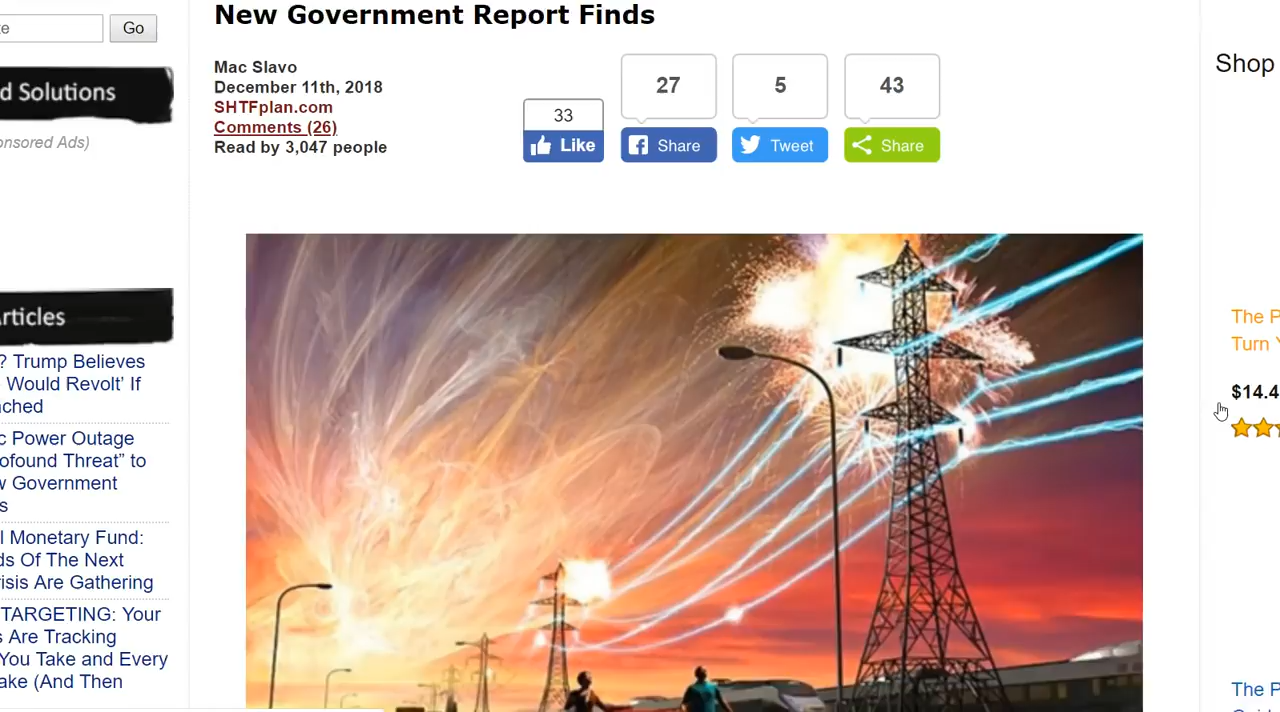 New Government Report Finds
te
Go
Mac Slavo
December 11th, 2018
SHTFplan.com
Comments (26)
Read by 3,047 people
33
Like
27
Share
5
Tweet
43
Share
d Solutions
onsored Ads)
Articles
? Trump Believes
Would Revolt' If
ached
c Power Outage
ofound Threat" to
w Government
s
l Monetary Fund:
ds Of The Next
risis Are Gathering
TARGETING: Your
s Are Tracking
You Take and Every
ake (And Then
Shop
The P
Turn Y
$14.4
The P